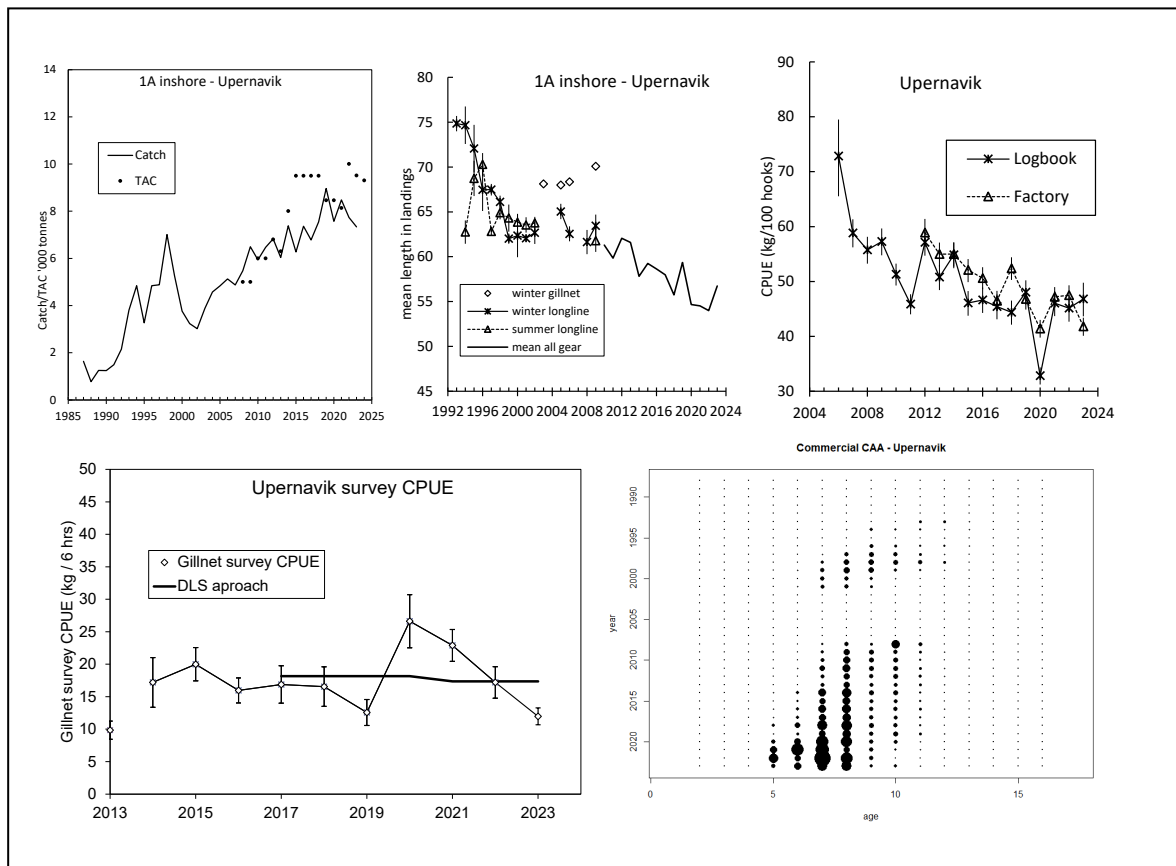 1A inshore - Upernavik
Catch
TAC
Catch/TAC '000 tonnes
14
12
10
8
6
4
2
0
1985 1990 1995 2000 2005 2010 2015 2020 2025
1A inshore - Upernavik
mean length in landings
80
75
70
65
60
55
50
45
winter gillnet
winter longline
summer longline
mean all gear
1992 1996 2000 2004 2008 2012 2016 2020 2024
Upernavik
Logbook
Factory
CPUE (kg/100 hooks)
90
80
70
60
50
40
30
2004 2008 2012 2016 2020 2024
Upernavik survey CPUE
Gillnet survey CPUE
DLS aproach
Gillnet survey CPUE (kg / 6 hrs)
50
45
40
35
30
25
20
15
10
5
0
2013 2015 2017 2019 2021 2023
Commercial CAA - Upernavik
year
1990
1995
2000
2005
2010
2015
2020
0 5 10 15
age